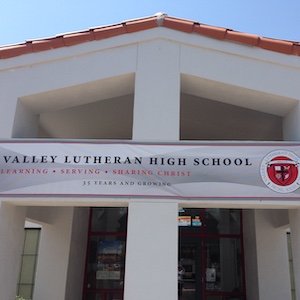 VALLEY LUTHERAN HIGH SCHOOL
LEARNING • SERVING • SHARING CHRIST
35 YEARS AND GROWING